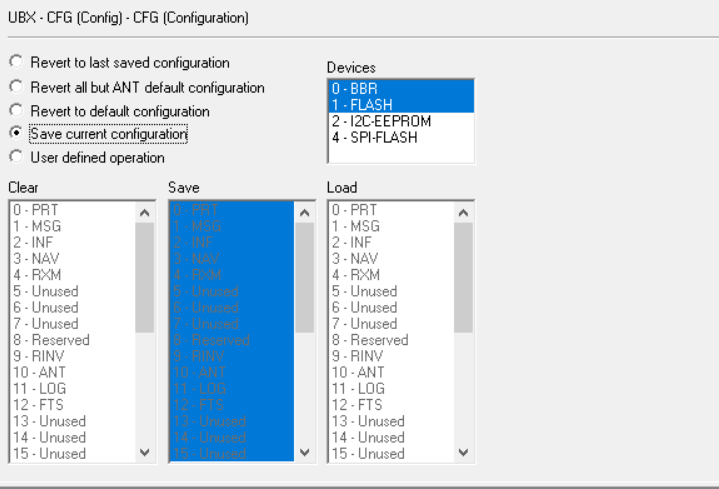 UBX - CFG (Config) - CFG (Configuration)
Revert to last saved configuration
Revert all but ANT default configuration
Revert to default configuration
Save current configuration
User defined operation
Devices
0 - BBR
1 - FLASH
2 - I2C-EEPROM
4 - SPI-FLASH
Clear
0 - PRT
1 - MSG
2 - INF
3 - NAV
4 - RXM
5 - Unused
6 - Unused
7 - Unused
8 - Reserved
9 - RINV
10 - ANT
11 - LOG
12 - FTS
13 - Unused
14 - Unused
15 - Unused
Save
0 - PRT
1 - MSG
2 - INF
3 - NAV
4 - RXM
5 - Unused
6 - Unused
7 - Unused
8 - Reserved
9 - RINV
10 - ANT
11 - LOG
12 - FTS
13 - Unused
14 - Unused
15 - Unused
Load
0 - PRT
1 - MSG
2 - INF
3 - NAV
4 - RXM
5 - Unused
6 - Unused
7 - Unused
8 - Reserved
9 - RINV
10 - ANT
11 - LOG
12 - FTS
13 - Unused
14 - Unused
15 - Unused